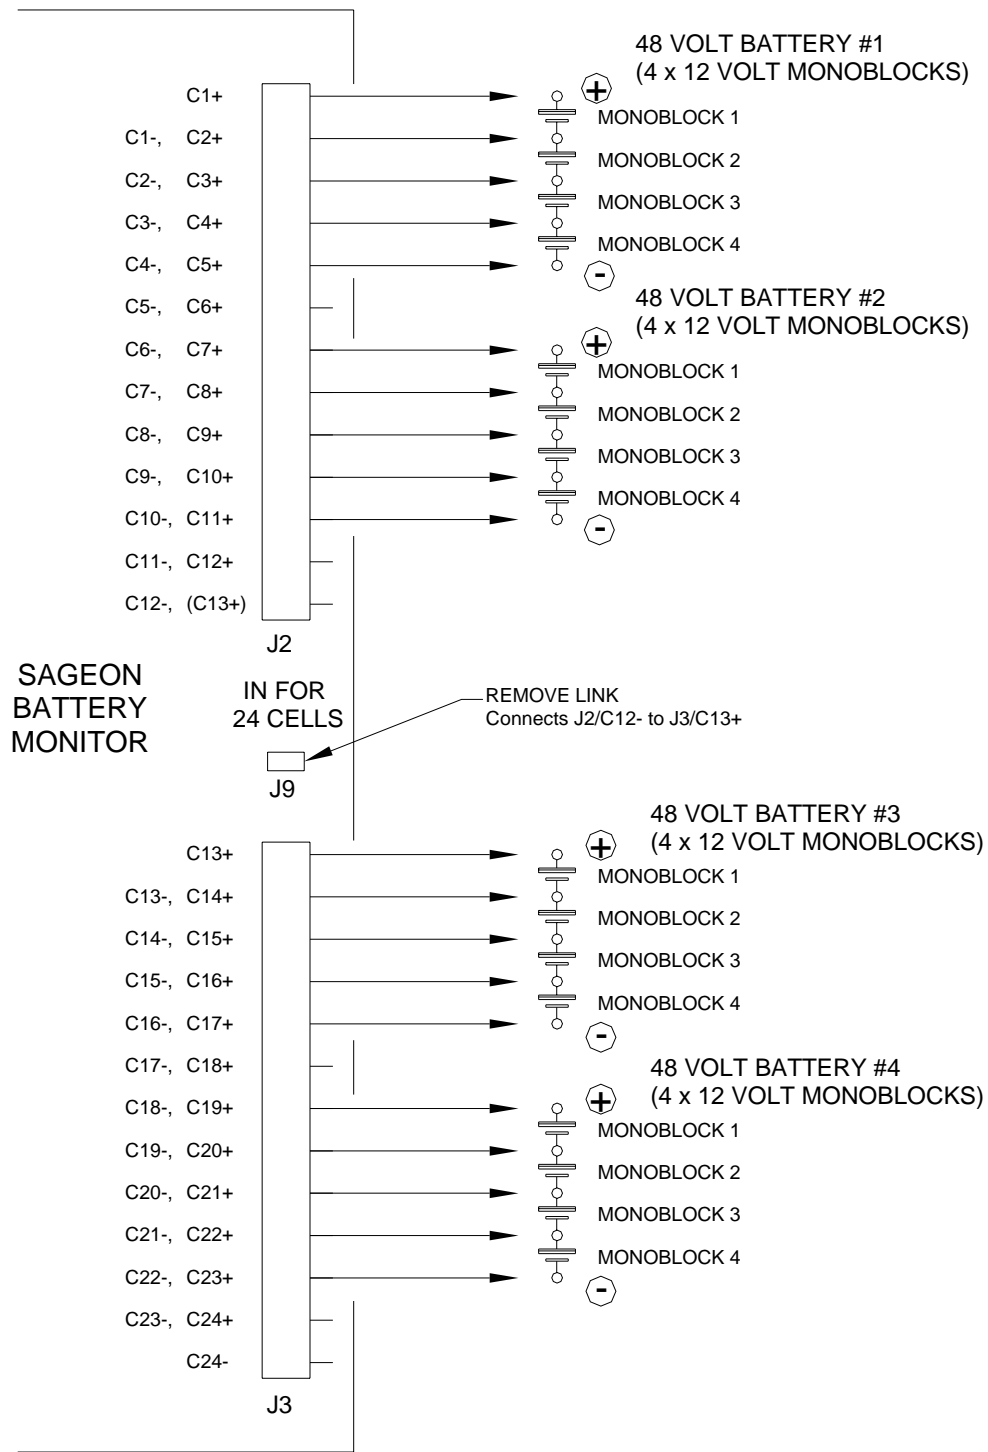 48 VOLT BATTERY #1
(4 x 12 VOLT MONOBLOCKS)
C1+
+
MONOBLOCK 1
C1-, C2+
MONOBLOCK 2
C2-, C3+
MONOBLOCK 3
C3-, C4+
MONOBLOCK 4
C4-, C5+
-
48 VOLT BATTERY #2
(4 x 12 VOLT MONOBLOCKS)
C5-, C6+
C6-, C7+
+
MONOBLOCK 1
C7-, C8+
MONOBLOCK 2
C8-, C9+
MONOBLOCK 3
C9-, C10+
MONOBLOCK 4
C10-, C11+
-
C11-, C12+
C12-, (C13+)
J2
SAGEON
BATTERY
MONITOR
IN FOR
24 CELLS
REMOVE LINK
Connects J2/C12- to J3/C13+
J9
48 VOLT BATTERY #3
(4 x 12 VOLT MONOBLOCKS)
C13+
+
MONOBLOCK 1
C13-, C14+
MONOBLOCK 2
C14-, C15+
MONOBLOCK 3
C15-, C16+
MONOBLOCK 4
C16-, C17+
-
48 VOLT BATTERY #4
(4 x 12 VOLT MONOBLOCKS)
C17-, C18+
C18-, C19+
+
MONOBLOCK 1
C19-, C20+
MONOBLOCK 2
C20-, C21+
MONOBLOCK 3
C21-, C22+
MONOBLOCK 4
C22-, C23+
-
C23-, C24+
C24-
J3